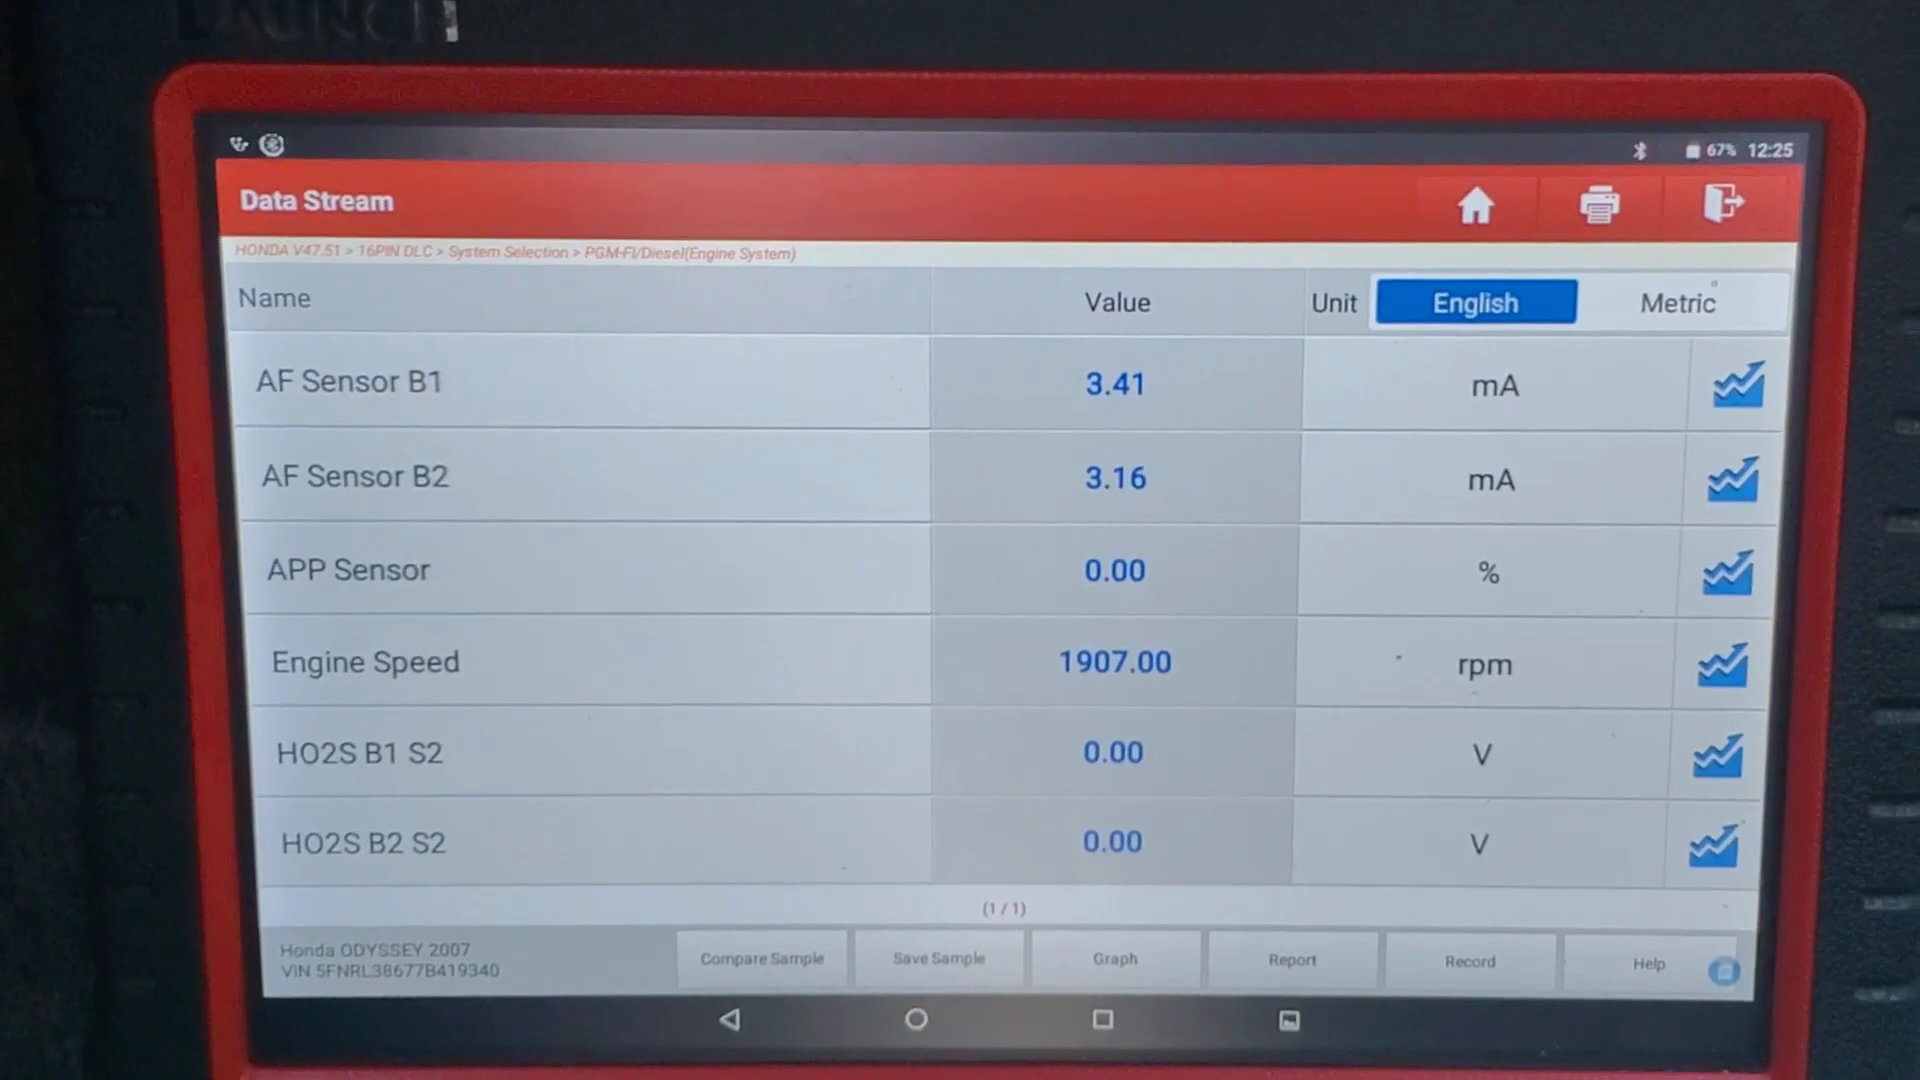 LAUNCH
67% 12:25
Data Stream
HONDA V47.51 > 16PIN DLC > System Selection > PGM-FI/Diesel(Engine System)
Name Value Unit English Metric
AF Sensor B1 3.41 mA
AF Sensor B2 3.16 mA
APP Sensor 0.00 %
Engine Speed 1907.00 rpm
HO2S B1 S2 0.00 V
HO2S B2 S2 0.00 V
(1/1)
Honda ODYSSEY 2007
VIN 5FNRL38677B419340
Compare Sample Save Sample Graph Report Record Help